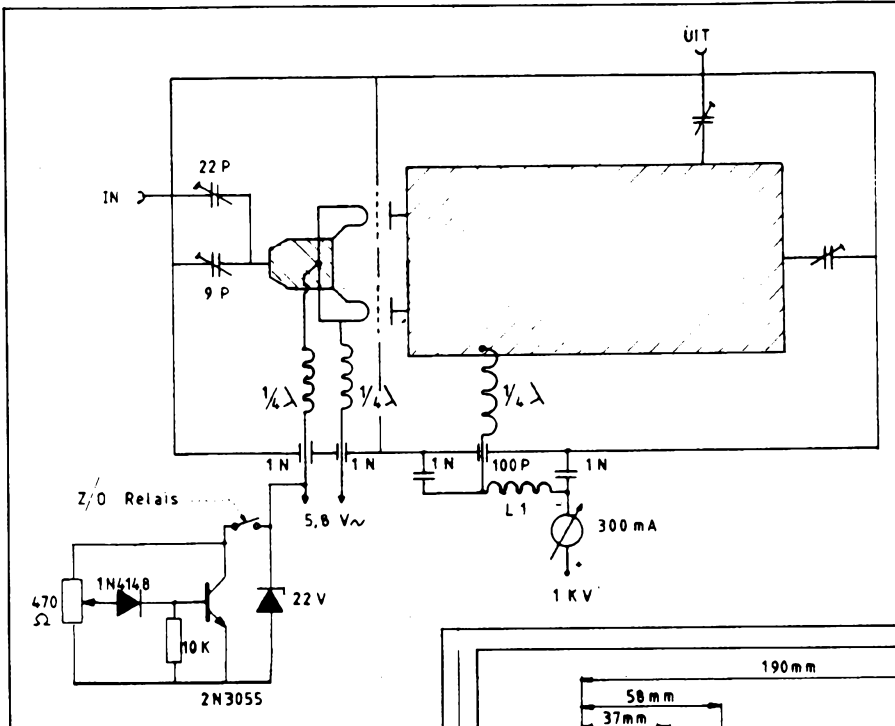 UIT
22 P
IN
9 P
1/4 λ
1/4 λ
1/4 λ
1 N
1 N
1 N
100 P
1 N
Z/O Relais
5,8 V~
L 1
-
300 mA
+
1 KV
1N4148
470
Ω
22 V
10K
2N3055
190mm
58mm
37mm